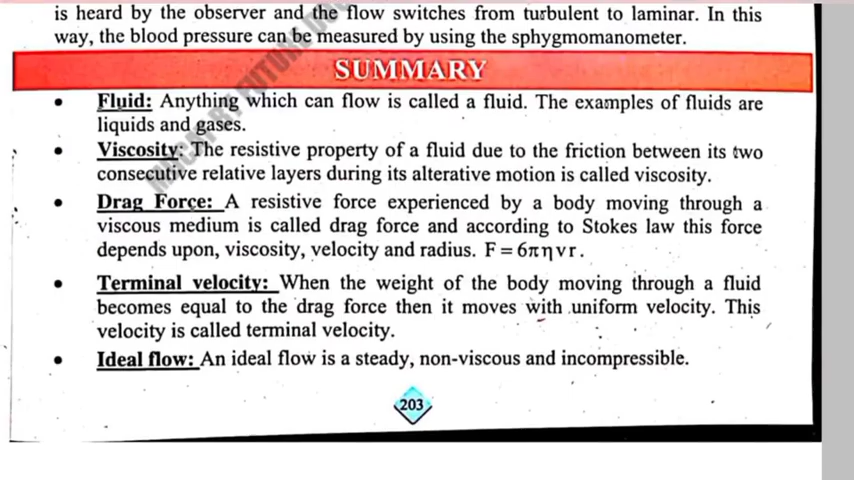 is heard by the observer and the flow switches from turbulent to laminar. In this
way, the blood pressure can be measured by using the sphygmomanometer.
SUMMARY
• Fluid: Anything which can flow is called a fluid. The examples of fluids are
liquids and gases.
• Viscosity: The resistive property of a fluid due to the friction between its two
consecutive relative layers during its alterative motion is called viscosity.
• Drag Force: A resistive force experienced by a body moving through a
viscous medium is called drag force and according to Stokes law this force
depends upon, viscosity, velocity and radius. F = 6πηvr.
• Terminal velocity: When the weight of the body moving through a fluid
becomes equal to the drag force then it moves with uniform velocity. This
velocity is called terminal velocity.
• Ideal flow: An ideal flow is a steady, non-viscous and incompressible.
203